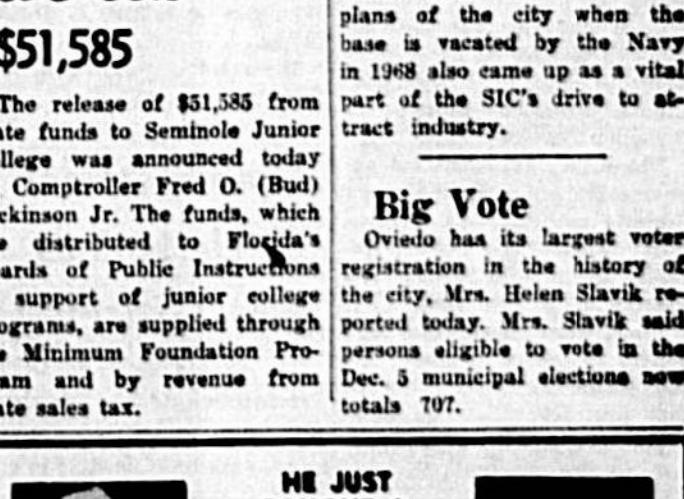 $51,585
The release of $51,585 from
ate funds to Seminole Junior
llege was announced today
Comptroller Fred O. (Bud)
ckinson Jr. The funds, which
e distributed to Florida's
ards of Public Instructions
support of junior college
ograms, are supplied through
e Minimum Foundation Pro-
am and by revenue from
ate sales tax.
plans of the city when the
base is vacated by the Navy
in 1968 also came up as a vital
part of the SIC's drive to at-
tract industry.
Big Vote
Oviedo has its largest voter
registration in the history of
the city, Mrs. Helen Slavik re-
ported today. Mrs. Slavik said
persons eligible to vote in the
Dec. 5 municipal elections now
totals 707.
HE JUST